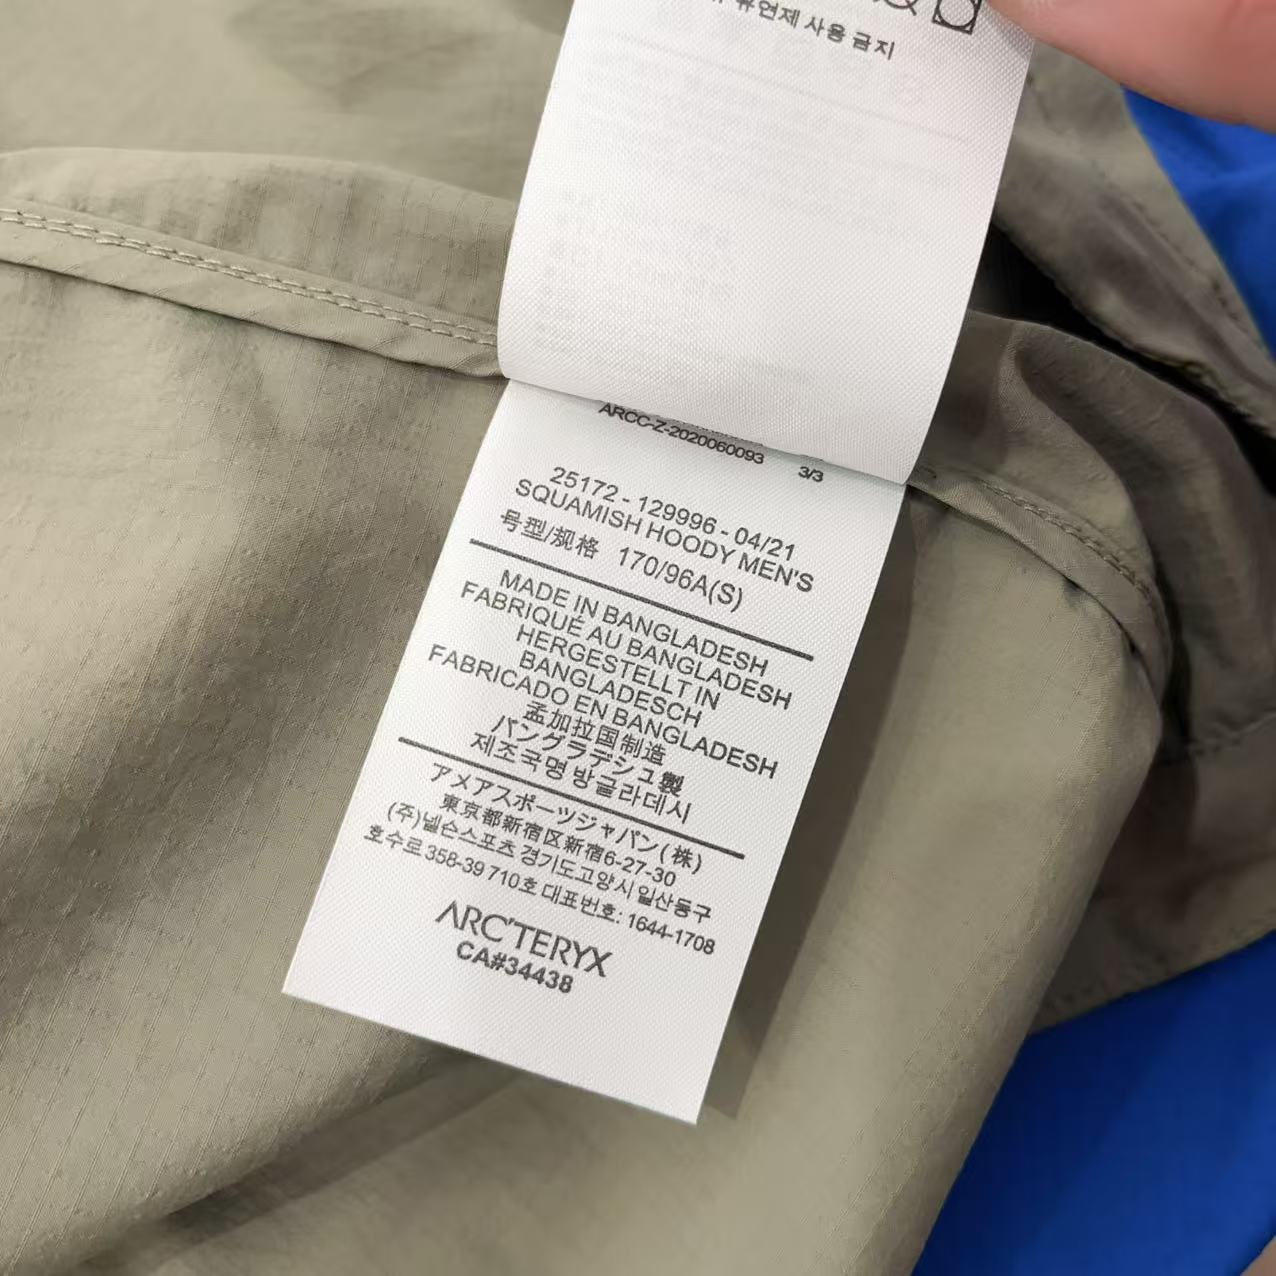 유연제 사용 금지
ARCC-Z-2020060093 3/3
25172 - 129996 - 04/21
SQUAMISH HOODY MEN'S
号型/规格 170/96A(S)
MADE IN BANGLADESH
FABRIQUÉ AU BANGLADESH
HERGESTELLT IN
BANGLADESCH
FABRICADO EN BANGLADESH
孟加拉国制造
バングラデシュ製
제조국명 방글라데시
アメアスポーツジャパン(株)
東京都新宿区新宿6-27-30
(주)넬슨스포츠 경기도고양시일산동구
호수로358-39 710호 대표번호: 1644-1708
ARC'TERYX
CA#34438